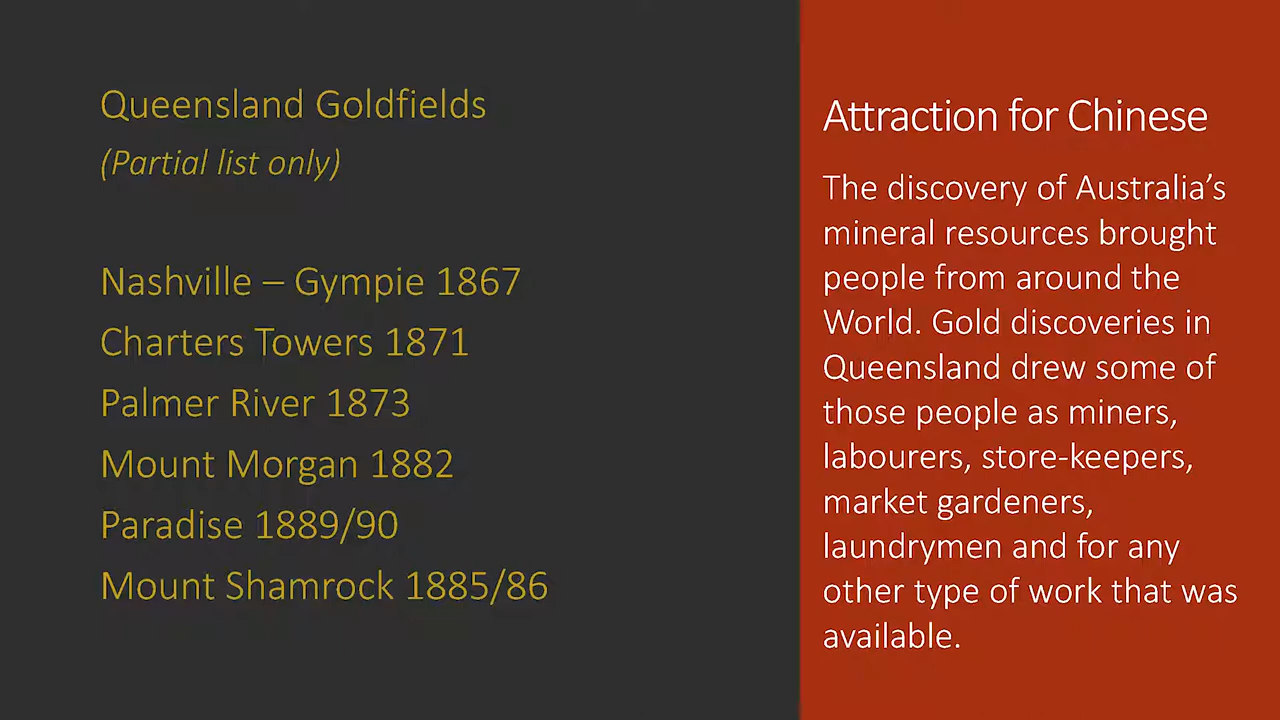 Queensland Goldfields
(Partial list only)
Nashville – Gympie 1867
Charters Towers 1871
Palmer River 1873
Mount Morgan 1882
Paradise 1889/90
Mount Shamrock 1885/86
Attraction for Chinese
The discovery of Australia’s
mineral resources brought
people from around the
World. Gold discoveries in
Queensland drew some of
those people as miners,
labourers, store-keepers,
market gardeners,
laundrymen and for any
other type of work that was
available.